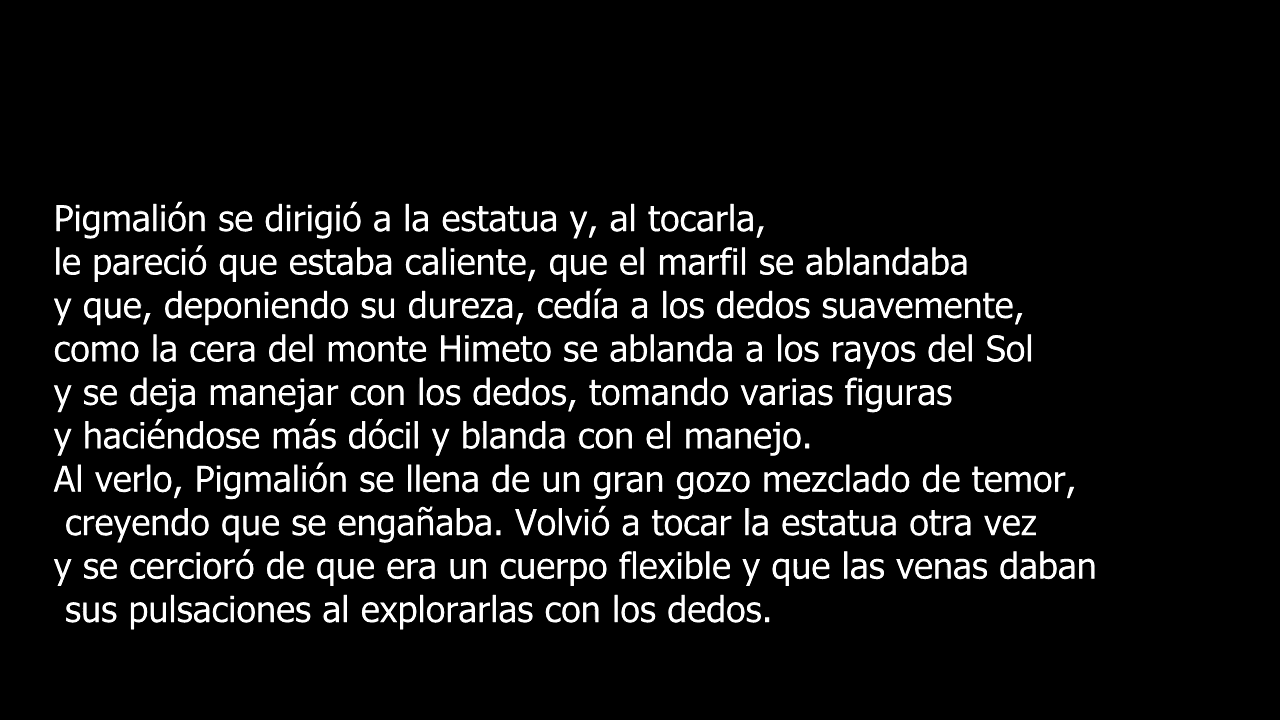 Pigmalión se dirigió a la estatua y, al tocarla,
le pareció que estaba caliente, que el marfil se ablandaba
y que, deponiendo su dureza, cedía a los dedos suavemente,
como la cera del monte Himeto se ablanda a los rayos del Sol
y se deja manejar con los dedos, tomando varias figuras
y haciéndose más dócil y blanda con el manejo.
Al verlo, Pigmalión se llena de un gran gozo mezclado de temor,
creyendo que se engañaba. Volvió a tocar la estatua otra vez
y se cercioró de que era un cuerpo flexible y que las venas daban
sus pulsaciones al explorarlas con los dedos.